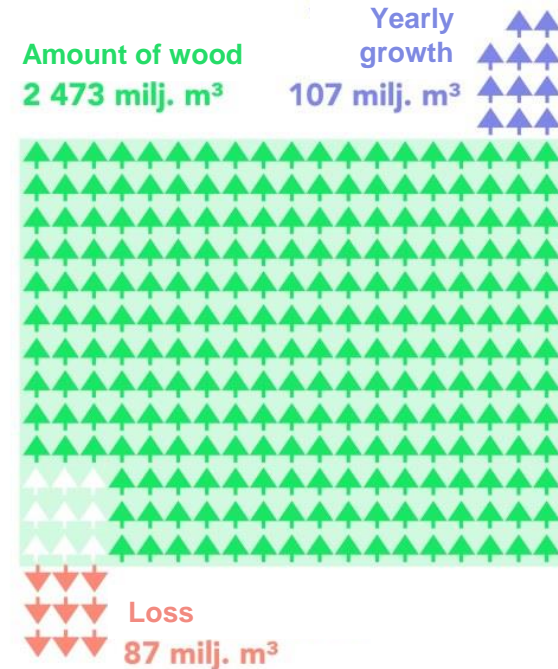 Amount of wood
2 473 milj. m³
Yearly
growth
107 milj. m³
Loss
87 milj. m³